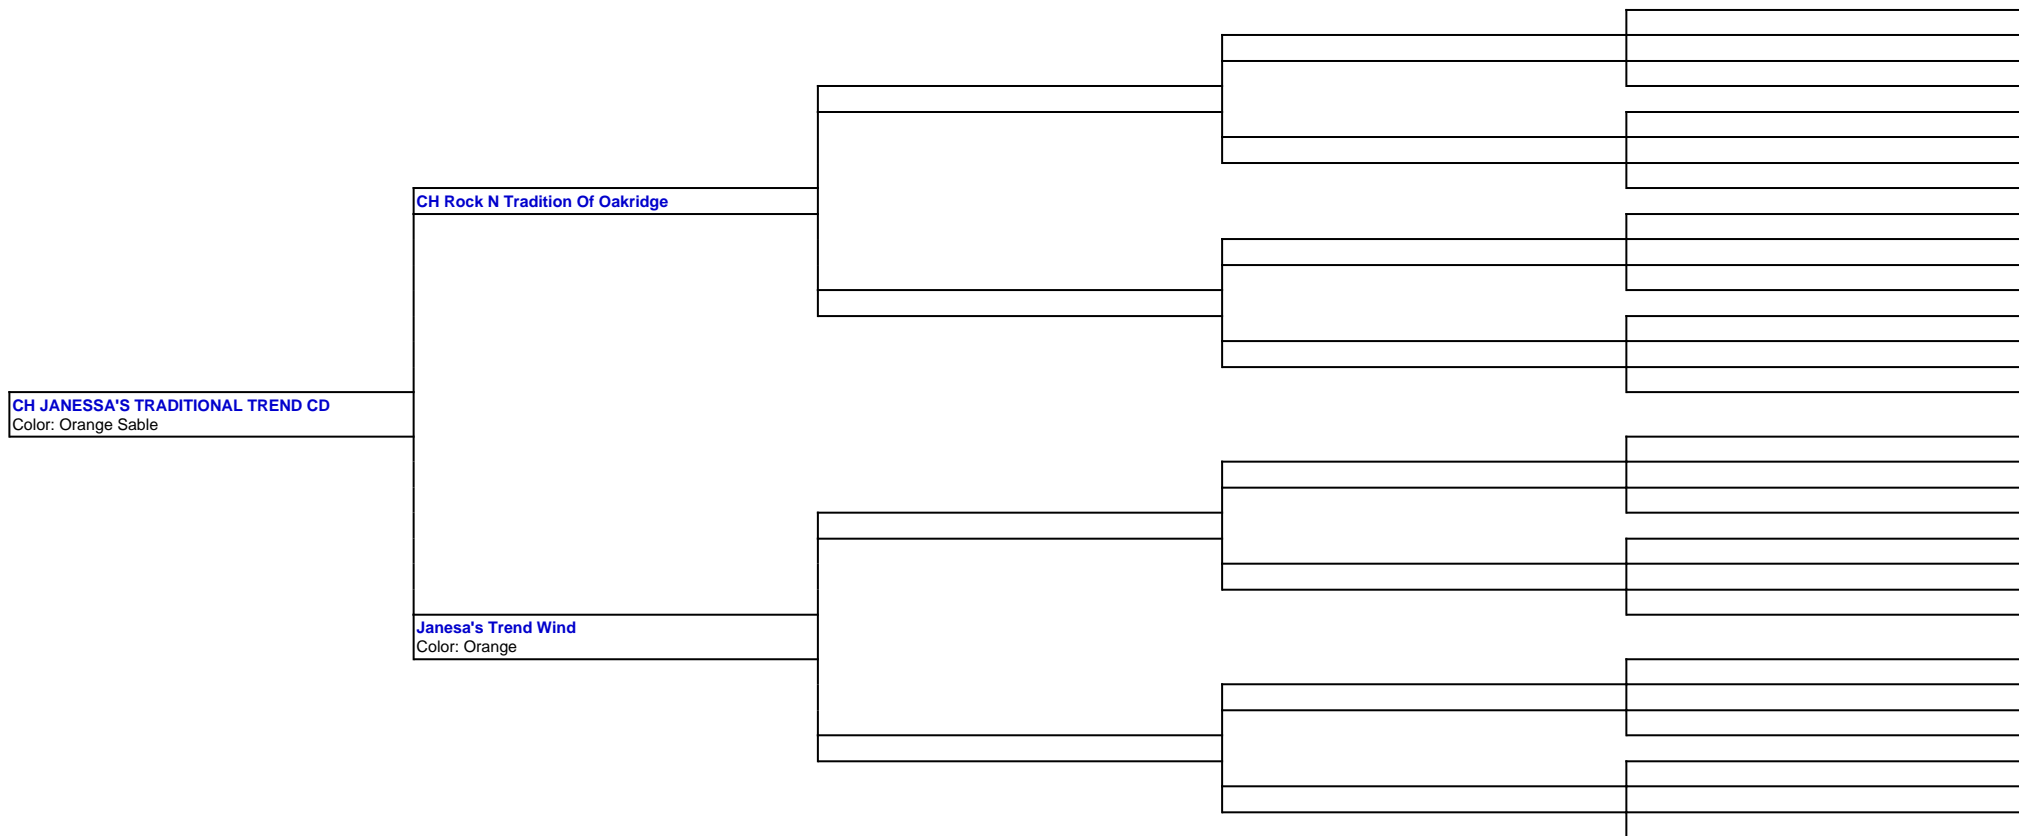 CH Rock N Tradition Of Oakridge
CH JANESSA'S TRADITIONAL TREND CD
Color: Orange Sable
Janesa's Trend Wind
Color: Orange